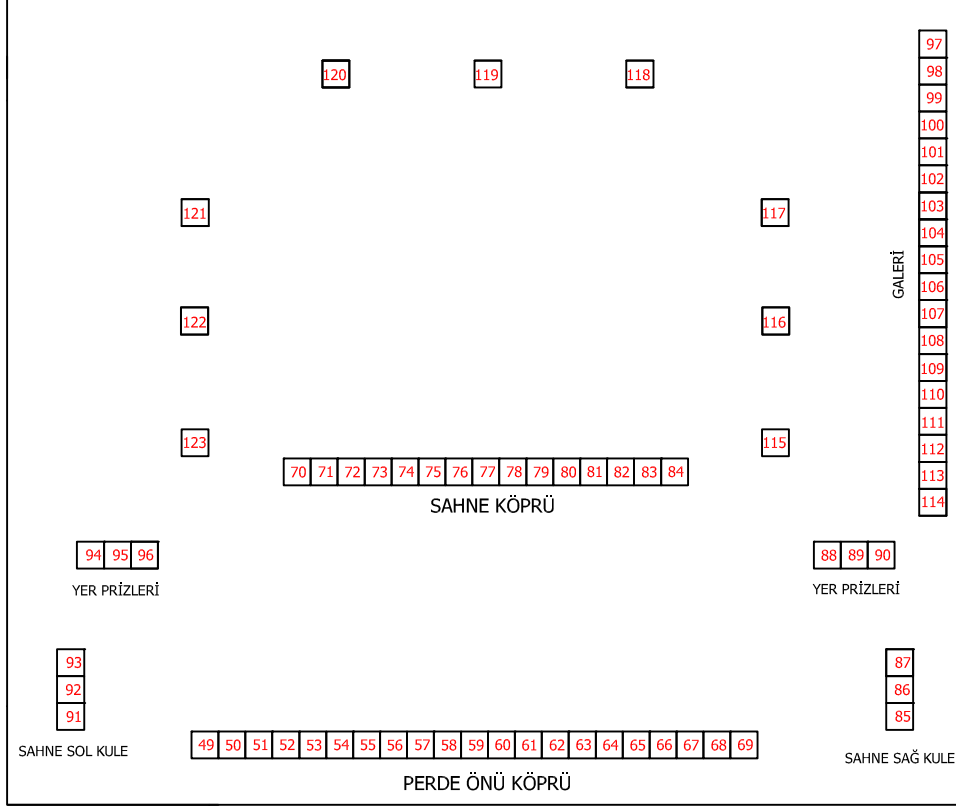 97
120 119 118
98
99
100
101
102
121 117
103
104
105
GALERİ
106
107
122 116
108
109
110
111
123 115
112
70 71 72 73 74 75 76 77 78 79 80 81 82 83 84
113
114
SAHNE KÖPRÜ
94 95 96
88 89 90
YER PRİZLERİ
YER PRİZLERİ
93
92
91
87
86
85
SAHNE SOL KULE
49 50 51 52 53 54 55 56 57 58 59 60 61 62 63 64 65 66 67 68 69
SAHNE SAĞ KULE
PERDE ÖNÜ KÖPRÜ